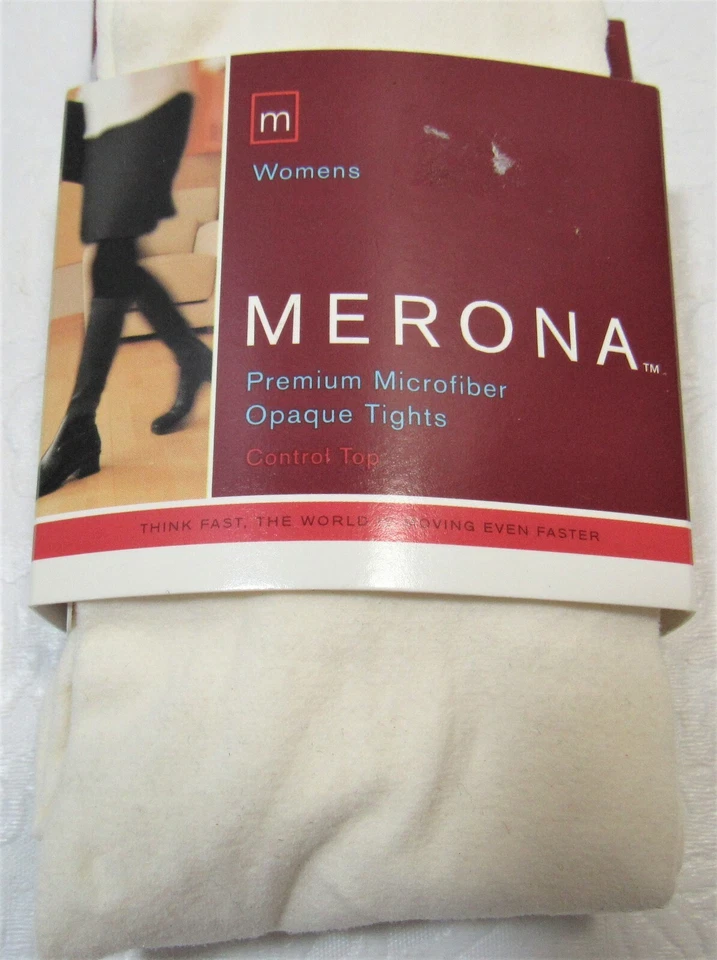 m
Womens
MERONA™
Premium Microfiber
Opaque Tights
Control Top
THINK FAST. THE WORLD MOVING EVEN FASTER